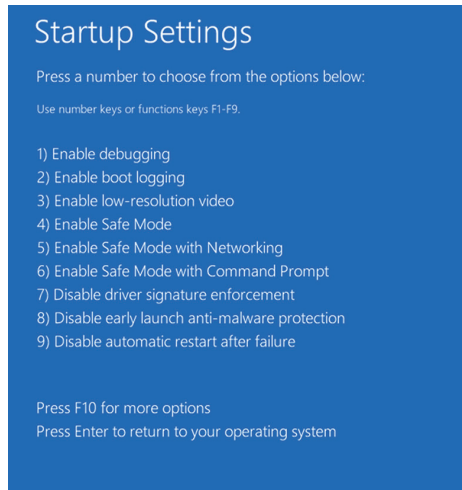 Startup Settings
Press a number to choose from the options below:
Use number keys or functions keys F1-F9.
1) Enable debugging
2) Enable boot logging
3) Enable low-resolution video
4) Enable Safe Mode
5) Enable Safe Mode with Networking
6) Enable Safe Mode with Command Prompt
7) Disable driver signature enforcement
8) Disable early launch anti-malware protection
9) Disable automatic restart after failure
Press F10 for more options
Press Enter to return to your operating system